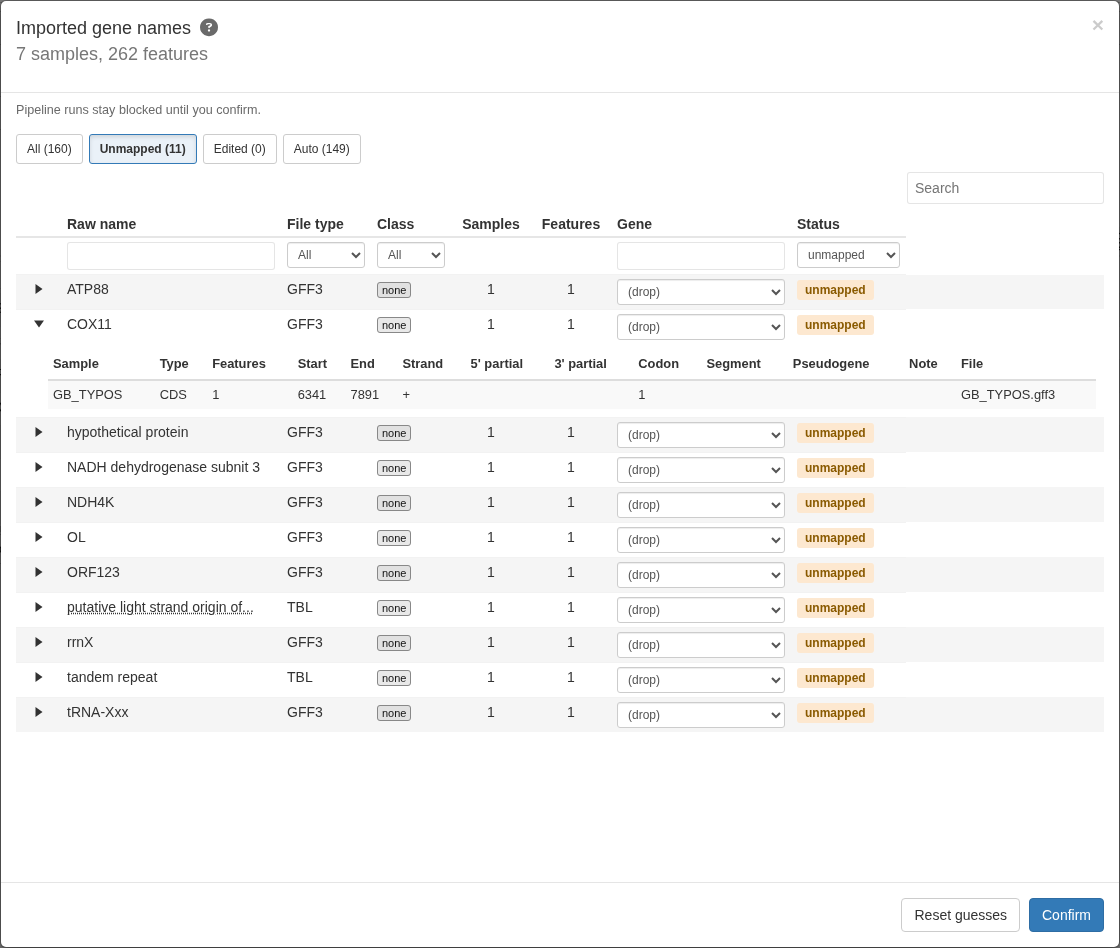 Imported gene names ?
×
7 samples, 262 features
Pipeline runs stay blocked until you confirm.
All (160) Unmapped (11) Edited (0) Auto (149)
Search
Raw name File type Class Samples Features Gene Status
All All unmapped
ATP88 GFF3 none 1 1 (drop) unmapped
COX11 GFF3 none 1 1 (drop) unmapped
Sample Type Features Start End Strand 5' partial 3' partial Codon Segment Pseudogene Note File
GB_TYPOS CDS 1 6341 7891 + 1 GB_TYPOS.gff3
hypothetical protein GFF3 none 1 1 (drop) unmapped
NADH dehydrogenase subnit 3 GFF3 none 1 1 (drop) unmapped
NDH4K GFF3 none 1 1 (drop) unmapped
OL GFF3 none 1 1 (drop) unmapped
ORF123 GFF3 none 1 1 (drop) unmapped
putative light strand origin of... TBL none 1 1 (drop) unmapped
rrnX GFF3 none 1 1 (drop) unmapped
tandem repeat TBL none 1 1 (drop) unmapped
tRNA-Xxx GFF3 none 1 1 (drop) unmapped
Reset guesses Confirm